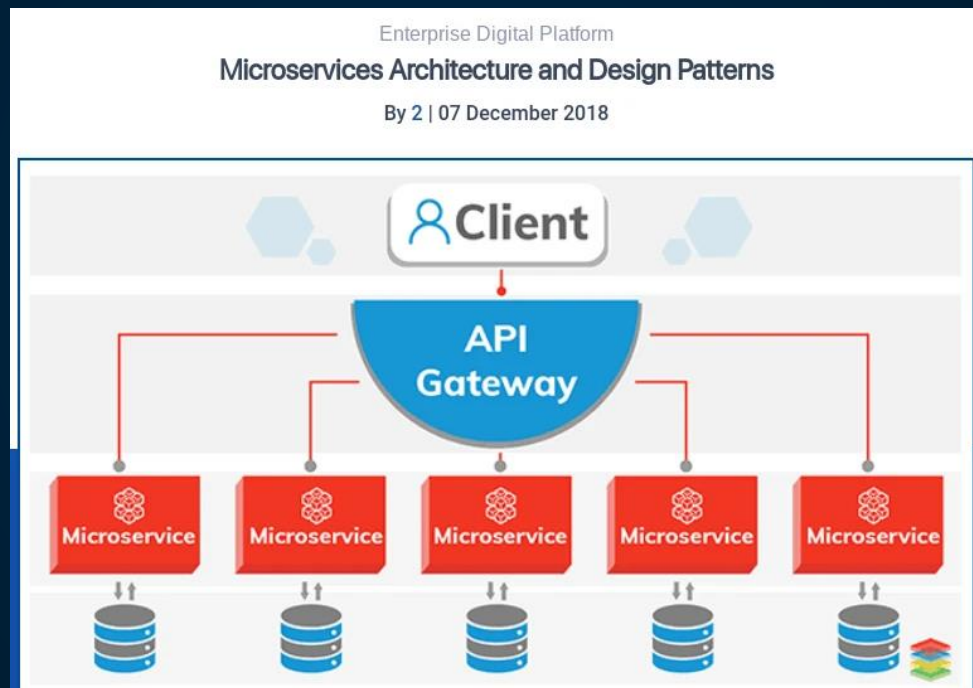 Enterprise Digital Platform
Microservices Architecture and Design Patterns
By 2 | 07 December 2018
Client
API
Gateway
Microservice Microservice Microservice Microservice Microservice